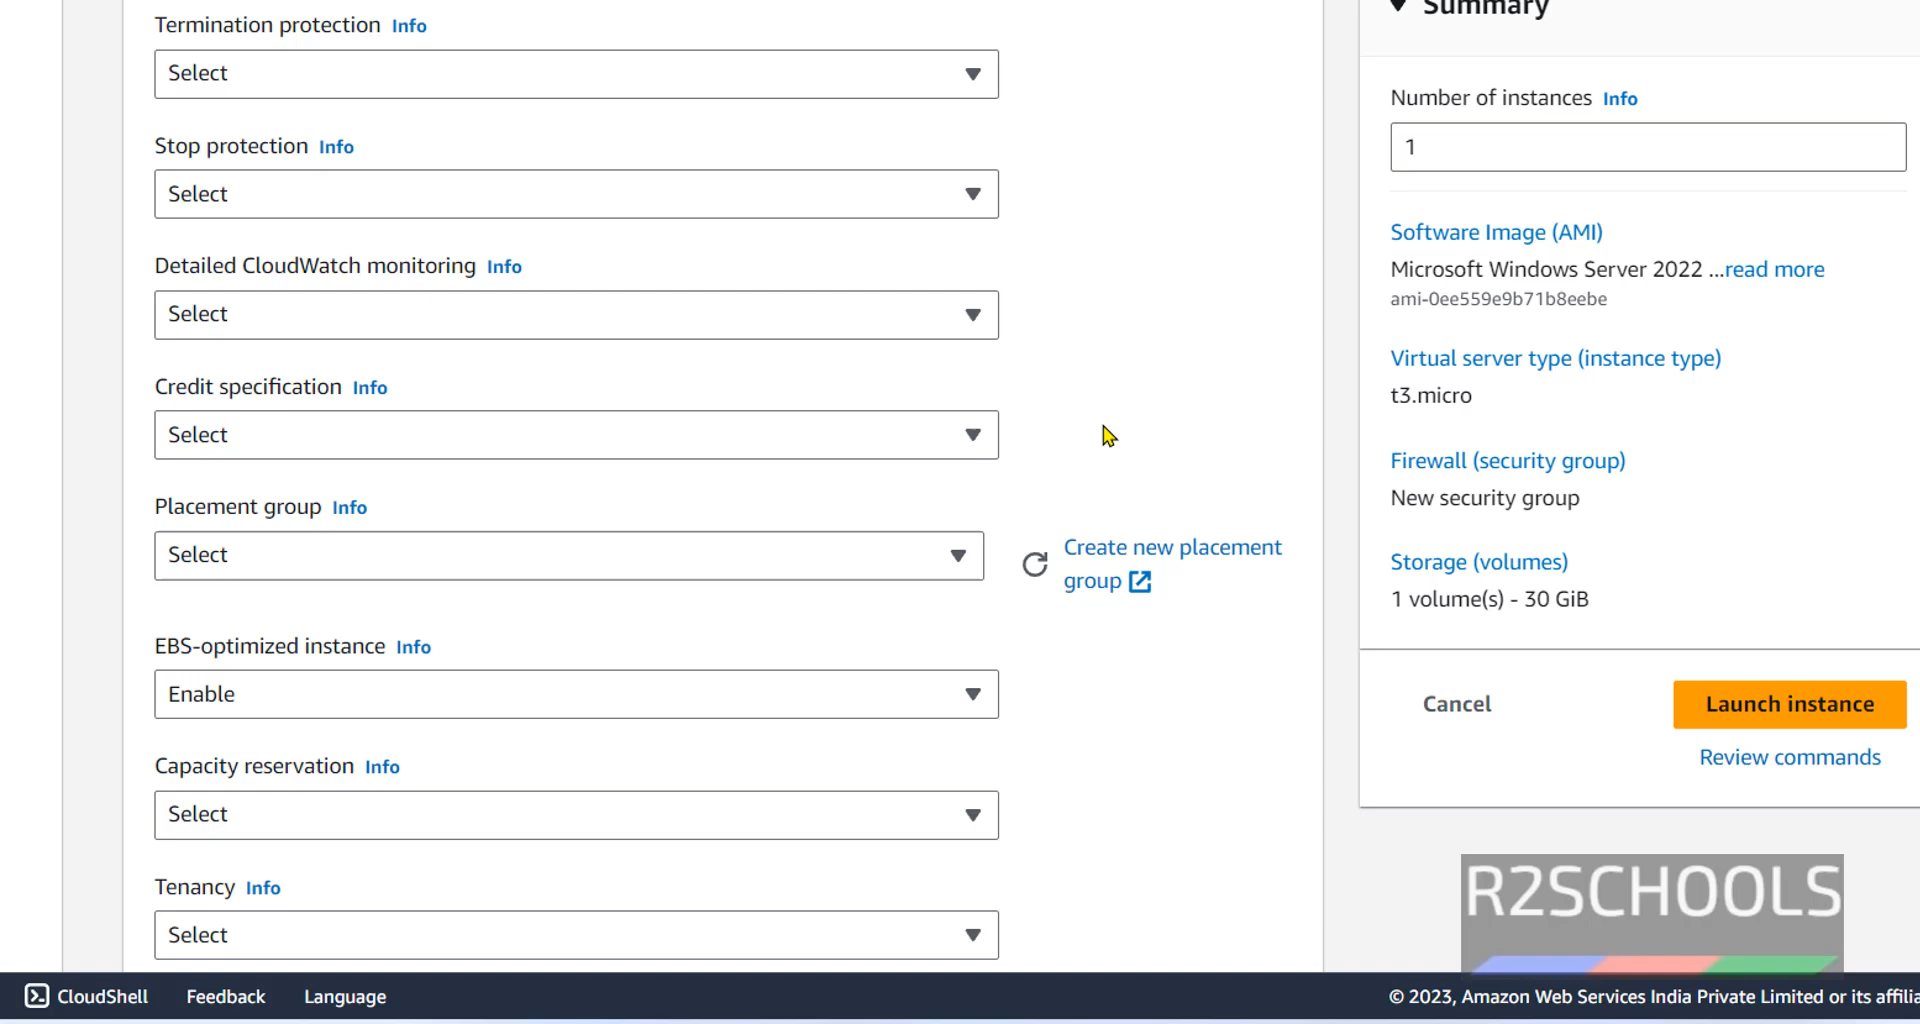 Termination protection Info
Select
Stop protection Info
Select
Detailed CloudWatch monitoring Info
Select
Credit specification Info
Select
Placement group Info
Select
Create new placement
group
EBS-optimized instance Info
Enable
Capacity reservation Info
Select
Tenancy Info
Select
Summary
Number of instances Info
1
Software Image (AMI)
Microsoft Windows Server 2022 ...read more
ami-0ee559e9b71b8eebe
Virtual server type (instance type)
t3.micro
Firewall (security group)
New security group
Storage (volumes)
1 volume(s) - 30 GiB
Cancel
Launch instance
Review commands
R2SCHOOLS
CloudShell Feedback Language
© 2023, Amazon Web Services India Private Limited or its affilia